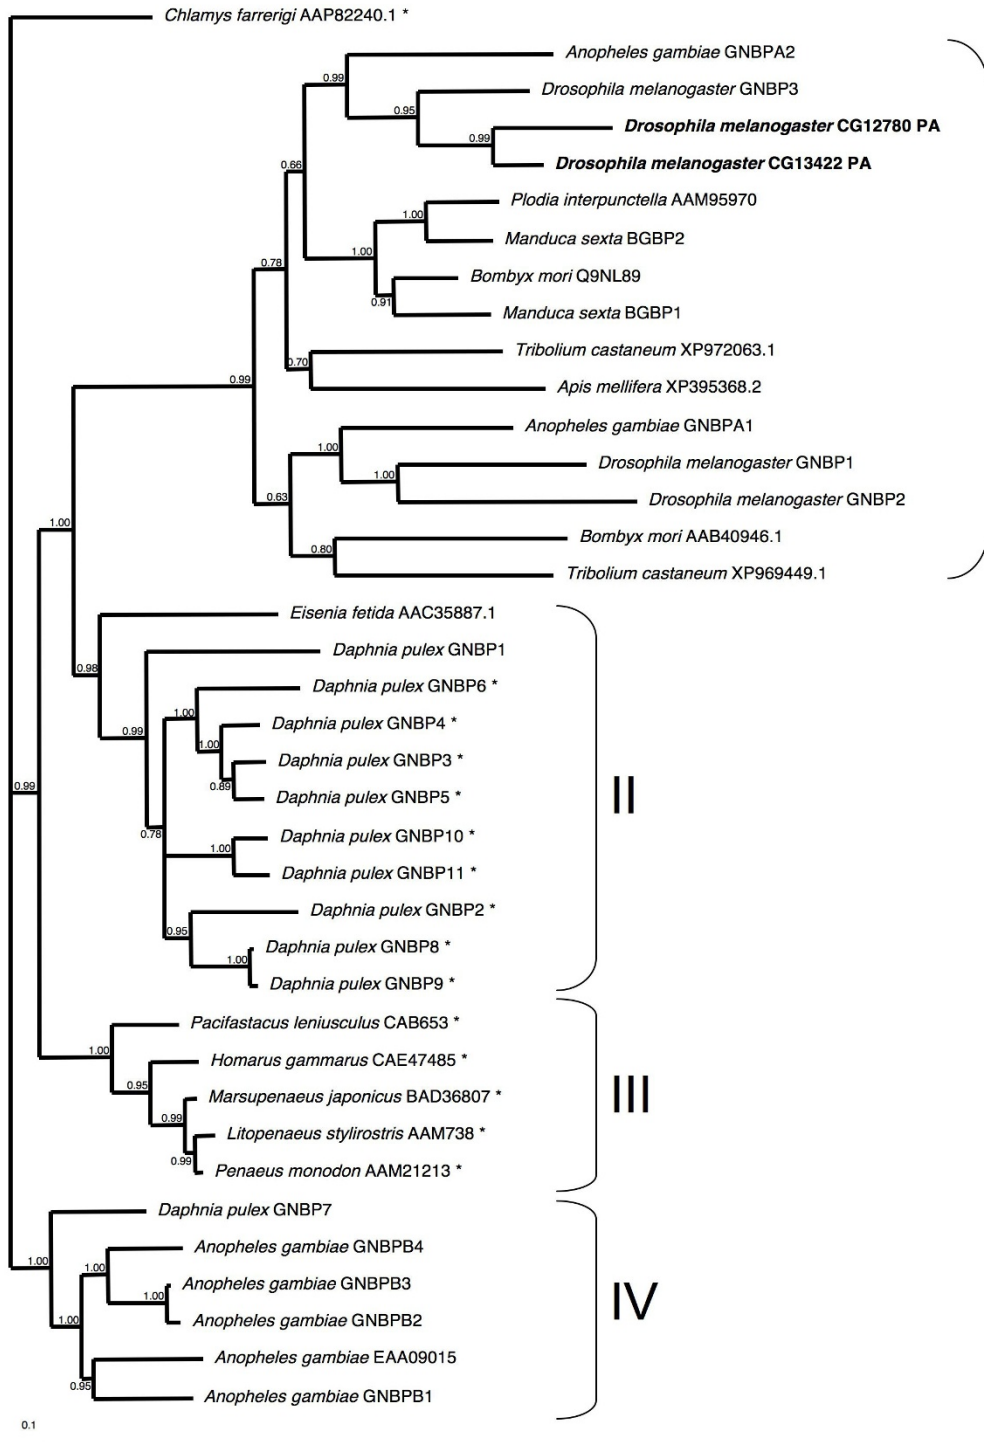 Chlamys farrerigi AAP82240.1 *
Anopheles gambiae GNBPA2
0.99
Drosophila melanogaster GNBP3
0.95
Drosophila melanogaster CG12780 PA
0.99
Drosophila melanogaster CG13422 PA
0.66
Plodia interpunctella AAM95970
1.00
Manduca sexta BGBP2
1.00
0.78
Bombyx mori Q9NL89
0.91
Manduca sexta BGBP1
Tribolium castaneum XP972063.1
0.70
0.99
Apis mellifera XP395368.2
Anopheles gambiae GNBPA1
1.00
Drosophila melanogaster GNBP1
1.00
0.63
Drosophila melanogaster GNBP2
1.00
Bombyx mori AAB40946.1
0.80
Tribolium castaneum XP969449.1
Eisenia fetida AAC35887.1
Daphnia pulex GNBP1
0.98
Daphnia pulex GNBP6 *
1.00
Daphnia pulex GNBP4 *
0.99
1.00
Daphnia pulex GNBP3 *
0.99
0.89
Daphnia pulex GNBP5 *
II
0.78
Daphnia pulex GNBP10 *
1.00
Daphnia pulex GNBP11 *
Daphnia pulex GNBP2 *
0.95
Daphnia pulex GNBP8 *
1.00
Daphnia pulex GNBP9 *
Pacifastacus leniusculus CAB653 *
1.00
Homarus gammarus CAE47485 *
0.95
Marsupenaeus japonicus BAD36807 *
III
0.99
Litopenaeus stylirostris AAM738 *
0.99
Penaeus monodon AAM21213 *
Daphnia pulex GNBP7
Anopheles gambiae GNBPB4
1.00
1.00
Anopheles gambiae GNBPB3
1.00
IV
Anopheles gambiae GNBPB2
1.00
Anopheles gambiae EAA09015
0.95
Anopheles gambiae GNBPB1
0.1